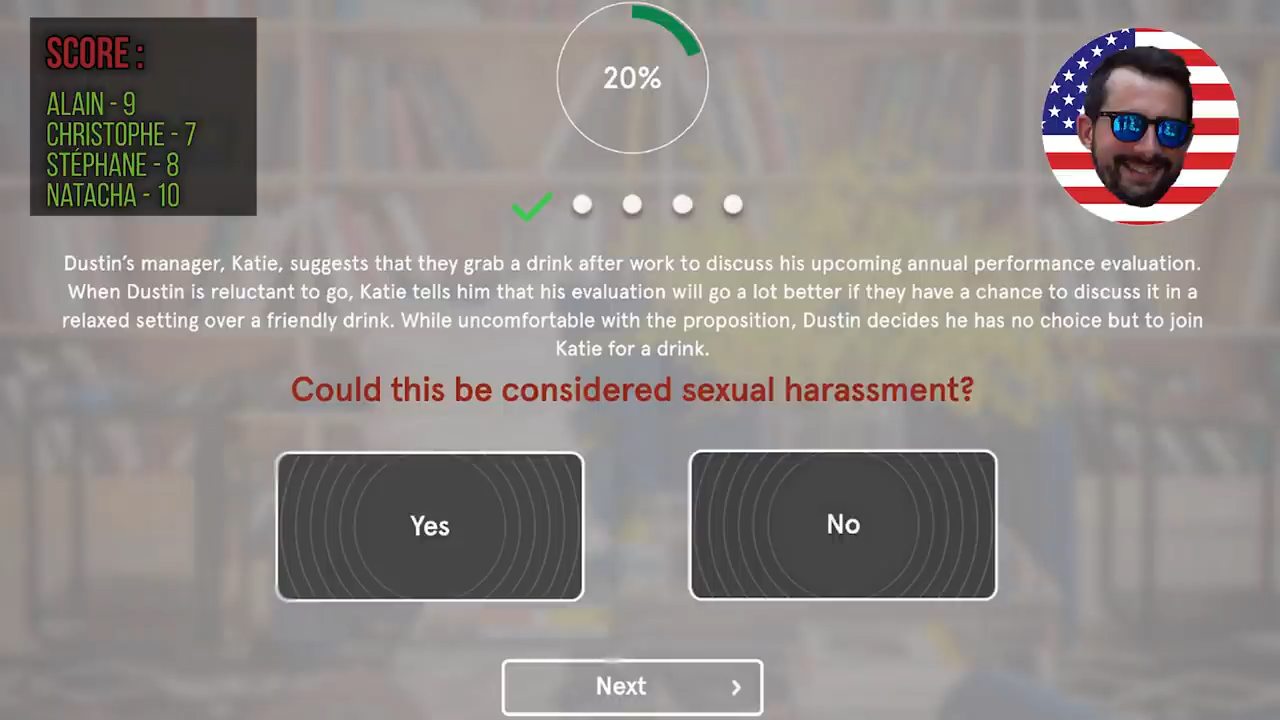 SCORE :
ALAIN - 9
CHRISTOPHE - 7
STÉPHANE - 8
NATACHA - 10
20%
Dustin’s manager, Katie, suggests that they grab a drink after work to discuss his upcoming annual performance evaluation.
When Dustin is reluctant to go, Katie tells him that his evaluation will go a lot better if they have a chance to discuss it in a
relaxed setting over a friendly drink. While uncomfortable with the proposition, Dustin decides he has no choice but to join
Katie for a drink.
Could this be considered sexual harassment?
Yes
No
Next